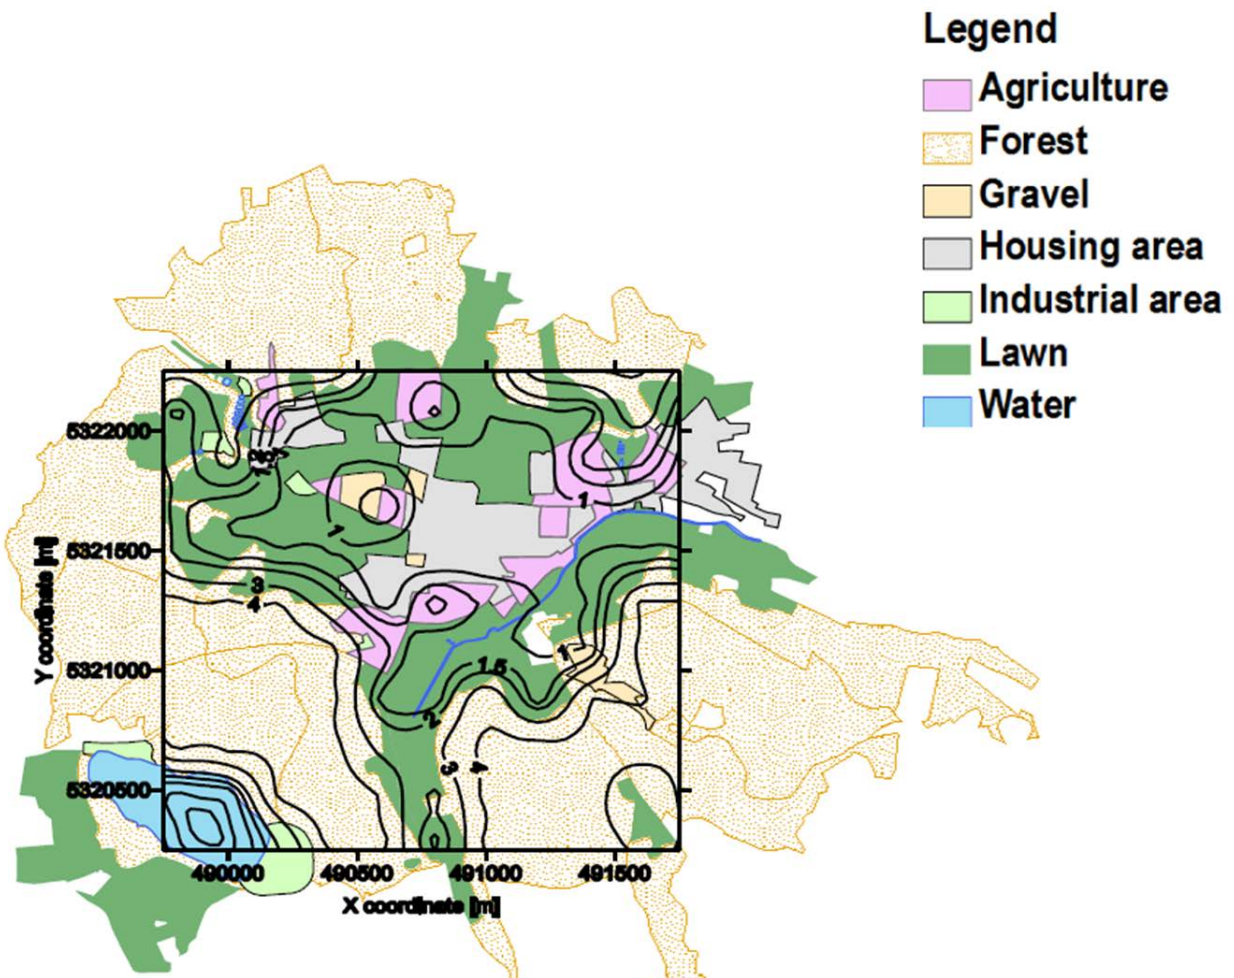 Legend
Agriculture
Forest
Gravel
Housing area
Industrial area
Lawn
Water
5322000
5321500
5321000
5320500
Y coordinate [m]
490000
490500
491000
491500
X coordinate [m]
1
1
3
4
1
1.5
2
3
4